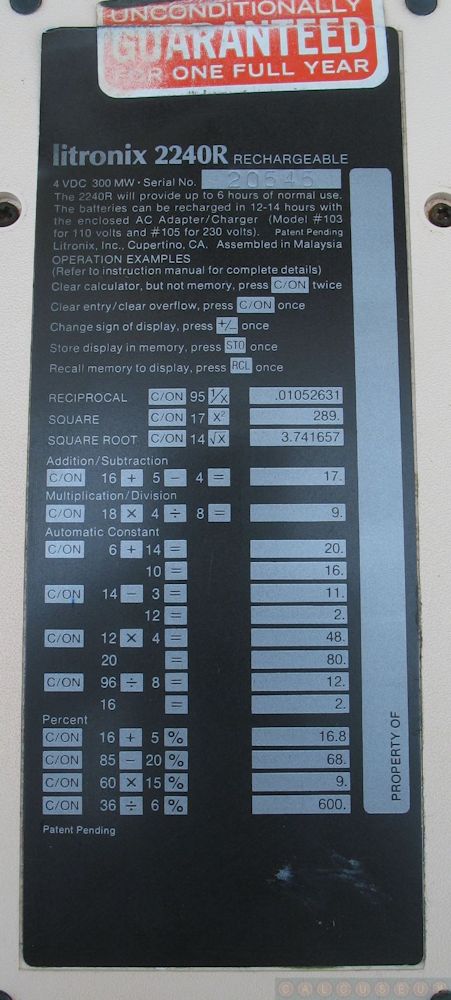 UNCONDITIONALLY
GUARANTEED
FOR ONE FULL YEAR
litronix 2240R RECHARGEABLE
4 VDC 300 MW · Serial No. 20545
The 2240R will provide up to 6 hours of normal use.
The batteries can be recharged in 12-14 hours with
the enclosed AC Adapter/Charger (Model #103
for 110 volts and #105 for 230 volts). Patent Pending
Litronix, Inc., Cupertino, CA. Assembled in Malaysia
OPERATION EXAMPLES
(Refer to instruction manual for complete details)
Clear calculator, but not memory, press C/ON twice
Clear entry/clear overflow, press C/ON once
Change sign of display, press +/− once
Store display in memory, press STO once
Recall memory to display, press RCL once
RECIPROCAL C/ON 95 1/X .01052631
SQUARE C/ON 17 X² 289.
SQUARE ROOT C/ON 14 √X 3.741657
Addition/Subtraction
C/ON 16 + 5 − 4 = 17.
Multiplication/Division
C/ON 18 × 4 ÷ 8 = 9.
Automatic Constant
C/ON 6 + 14 = 20.
10 = 16.
C/ON 14 − 3 = 11.
12 = 2.
C/ON 12 × 4 = 48.
20 = 80.
C/ON 96 ÷ 8 = 12.
16 = 2.
Percent
C/ON 16 + 5 % 16.8
C/ON 85 − 20 % 68.
C/ON 60 × 15 % 9.
C/ON 36 ÷ 6 % 600.
Patent Pending
PROPERTY OF
CALCUSEUM